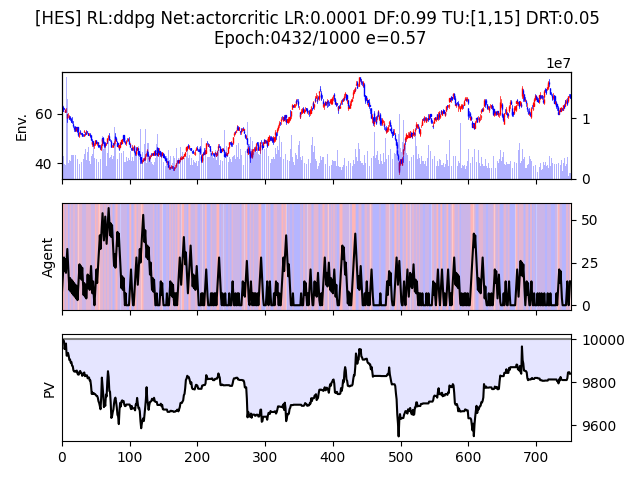 [HES] RL:ddpg Net:actorcritic LR:0.0001 DF:0.99 TU:[1,15] DRT:0.05
Epoch:0432/1000 e=0.57
1e7
Env.
60
40
1
0
Agent
50
25
0
PV
10000
9800
9600
0 100 200 300 400 500 600 700